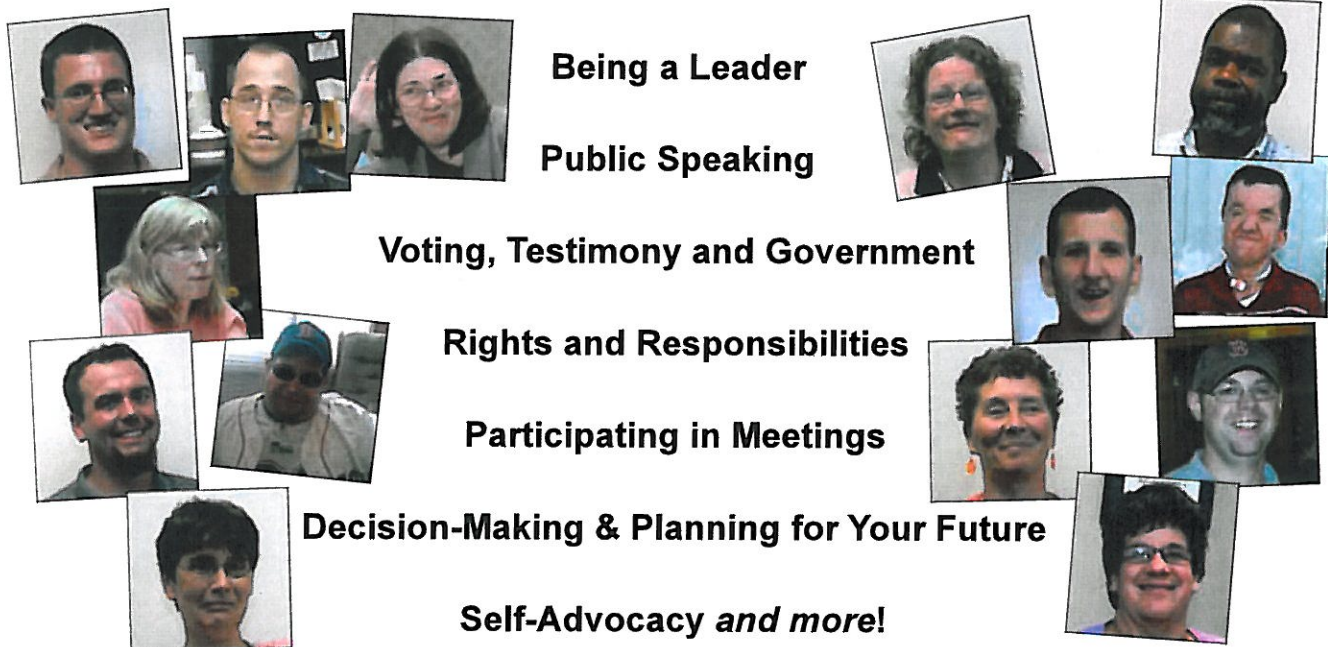 Being a Leader
Public Speaking
Voting, Testimony and Government
Rights and Responsibilities
Participating in Meetings
Decision-Making & Planning for Your Future
Self-Advocacy and more!